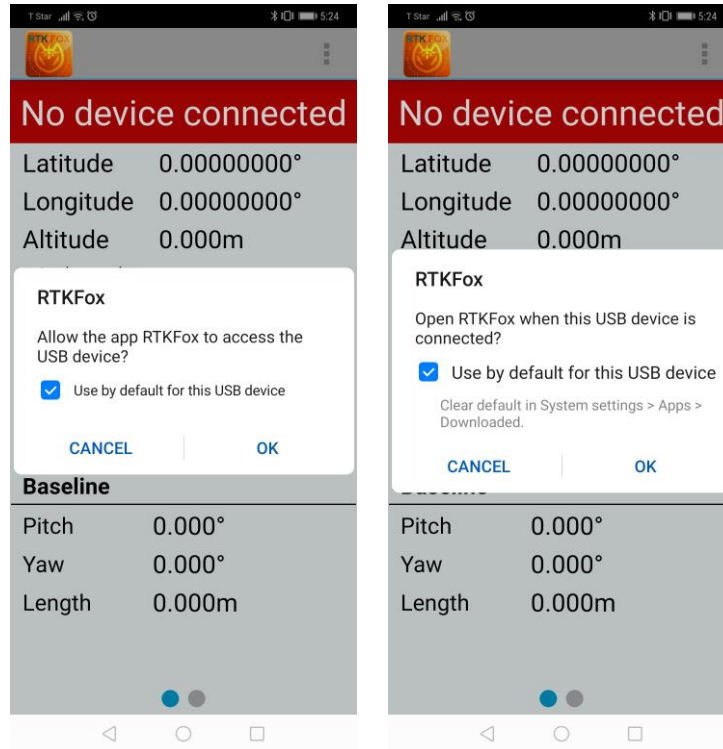 T Star 5:24
RTK FOX
No device connected
Latitude 0.00000000°
Longitude 0.00000000°
Altitude 0.000m
RTKFox
Allow the app RTKFox to access the
USB device?
Use by default for this USB device
CANCEL OK
Baseline
Pitch 0.000°
Yaw 0.000°
Length 0.000m
T Star 5:24
RTK FOX
No device connected
Latitude 0.00000000°
Longitude 0.00000000°
Altitude 0.000m
RTKFox
Open RTKFox when this USB device is
connected?
Use by default for this USB device
Clear default in System settings > Apps >
Downloaded.
CANCEL OK
Pitch 0.000°
Yaw 0.000°
Length 0.000m